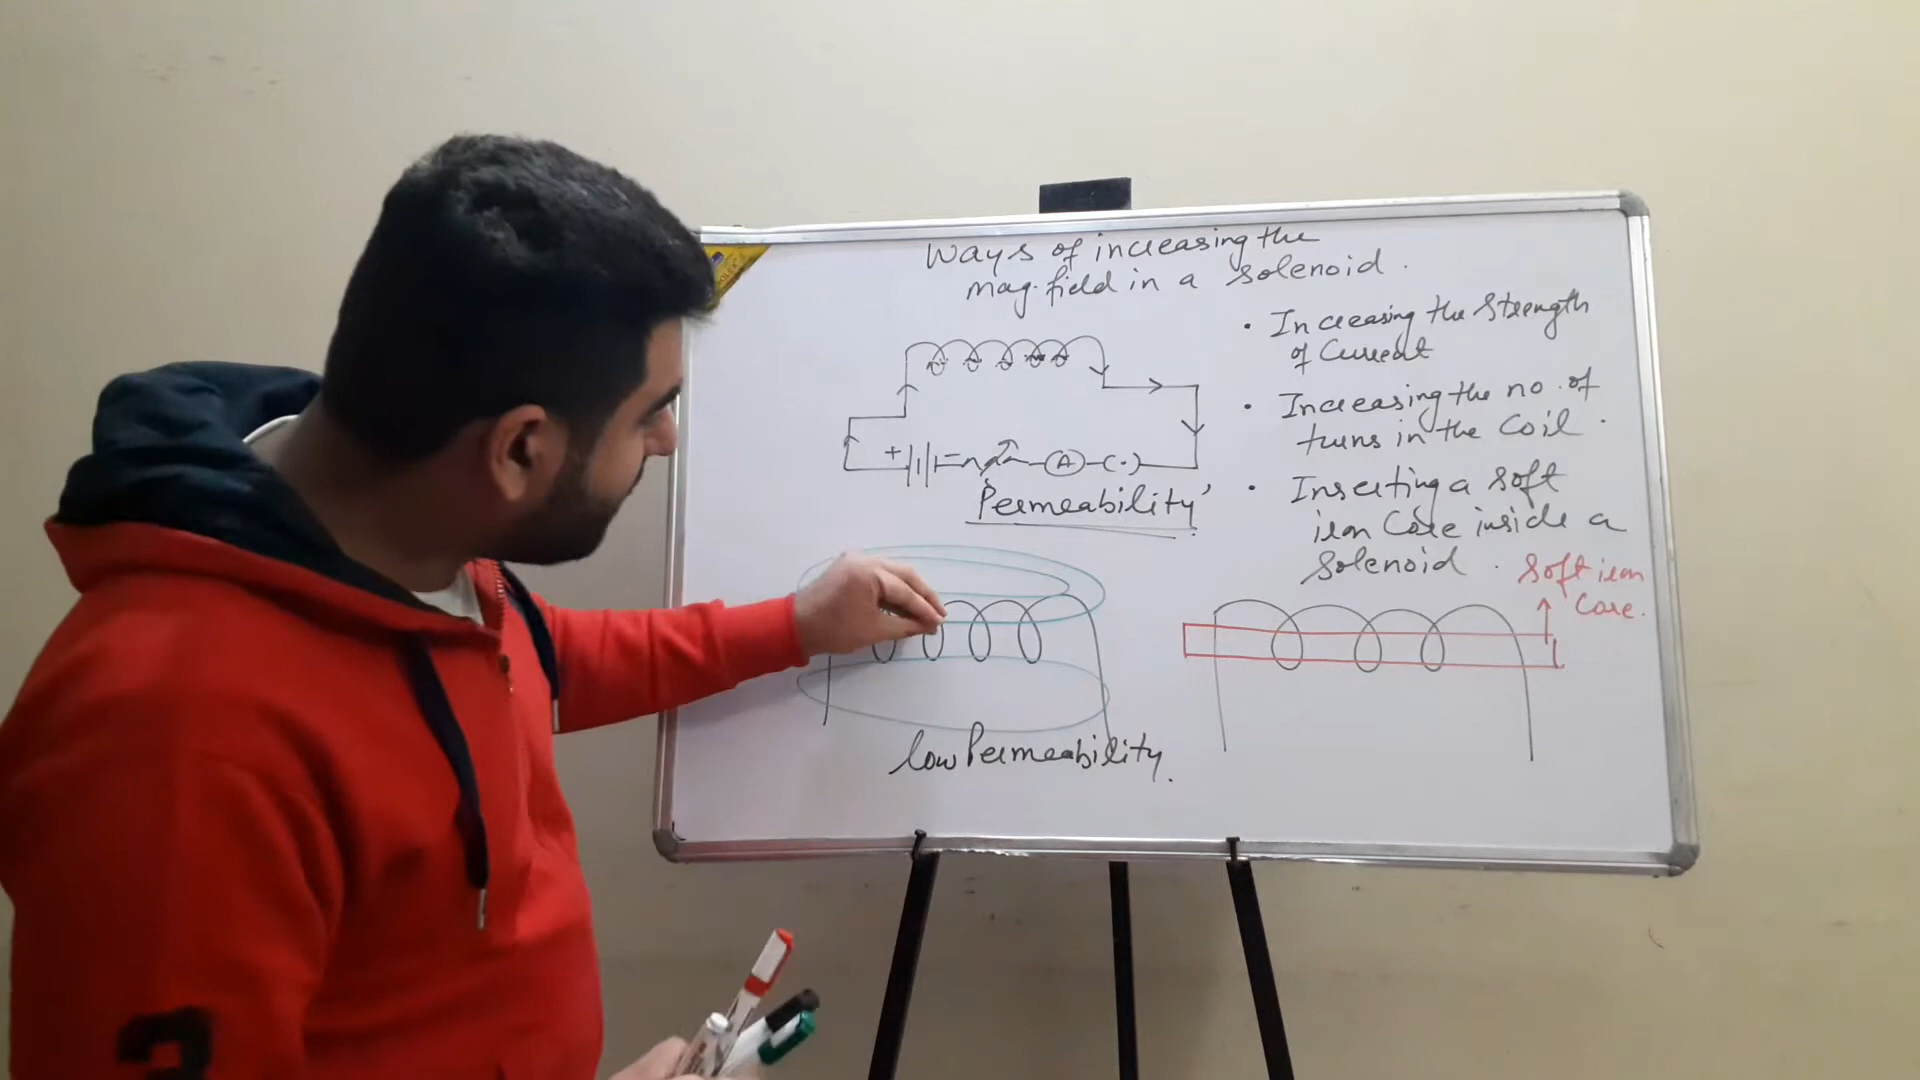 Ways of increasing the
mag. field in a solenoid.
• Increasing the strength
of current
• Increasing the no. of
turns in the coil.
• Inserting a soft
iron core inside a
solenoid.
+
A
(.)
'Permeability'
soft iron
core.
low Permeability.
3